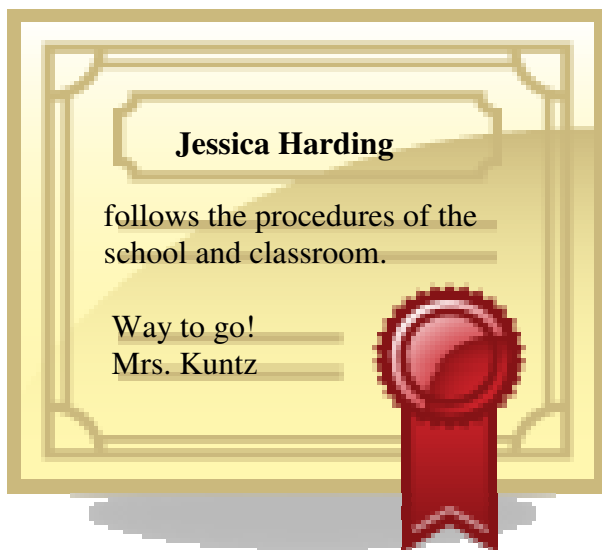 Jessica Harding
follows the procedures of the
school and classroom.
Way to go!
Mrs. Kuntz